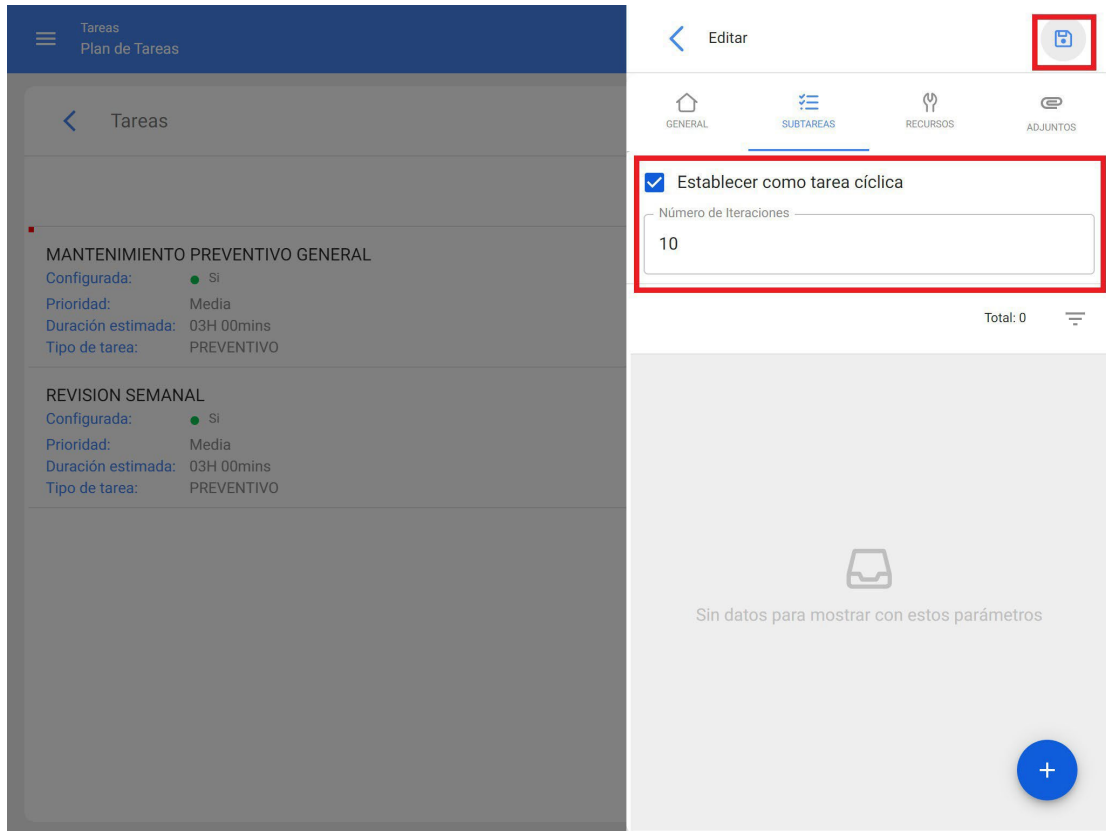 Tareas
Plan de Tareas
Tareas
MANTENIMIENTO PREVENTIVO GENERAL
Configurada: Si
Prioridad: Media
Duración estimada: 03H 00mins
Tipo de tarea: PREVENTIVO
REVISION SEMANAL
Configurada: Si
Prioridad: Media
Duración estimada: 03H 00mins
Tipo de tarea: PREVENTIVO
Editar
GENERAL SUBTAREAS RECURSOS ADJUNTOS
Establecer como tarea cíclica
Número de Iteraciones
10
Total: 0
Sin datos para mostrar con estos parámetros